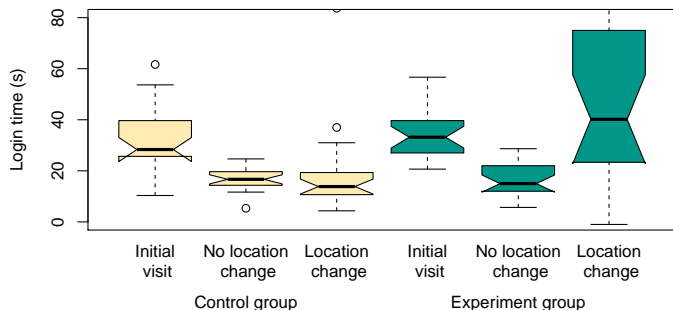 Login time (s)
80
60
40
20
0
Initial visit
No location change
Location change
Initial visit
No location change
Location change
Control group
Experiment group